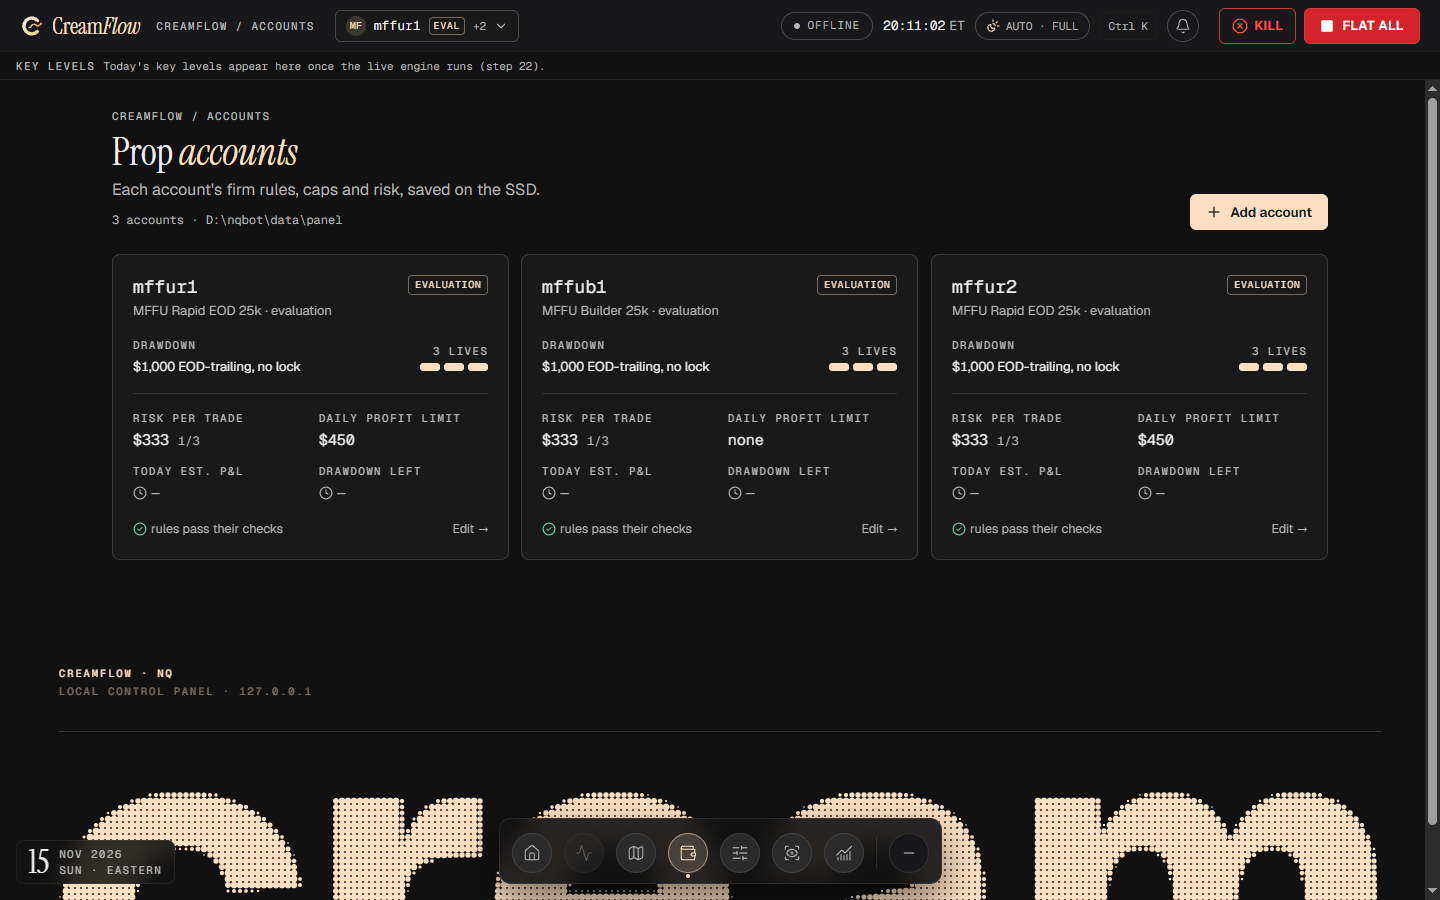 CreamFlow CREAMFLOW / ACCOUNTS MF mffur1 EVAL +2 OFFLINE 20:11:02 ET AUTO · FULL Ctrl K KILL FLAT ALL
KEY LEVELS Today's key levels appear here once the live engine runs (step 22).
CREAMFLOW / ACCOUNTS
Prop accounts
Each account's firm rules, caps and risk, saved on the SSD.
3 accounts · D:\nqbot\data\panel
+ Add account
mffur1 EVALUATION
MFFU Rapid EOD 25k · evaluation
DRAWDOWN 3 LIVES
$1,000 EOD-trailing, no lock
RISK PER TRADE DAILY PROFIT LIMIT
$333 1/3 $450
TODAY EST. P&L DRAWDOWN LEFT
– –
rules pass their checks Edit →
mffub1 EVALUATION
MFFU Builder 25k · evaluation
DRAWDOWN 3 LIVES
$1,000 EOD-trailing, no lock
RISK PER TRADE DAILY PROFIT LIMIT
$333 1/3 none
TODAY EST. P&L DRAWDOWN LEFT
– –
rules pass their checks Edit →
mffur2 EVALUATION
MFFU Rapid EOD 25k · evaluation
DRAWDOWN 3 LIVES
$1,000 EOD-trailing, no lock
RISK PER TRADE DAILY PROFIT LIMIT
$333 1/3 $450
TODAY EST. P&L DRAWDOWN LEFT
– –
rules pass their checks Edit →
CREAMFLOW · NQ
LOCAL CONTROL PANEL · 127.0.0.1
cream
15 NOV 2026
SUN · EASTERN